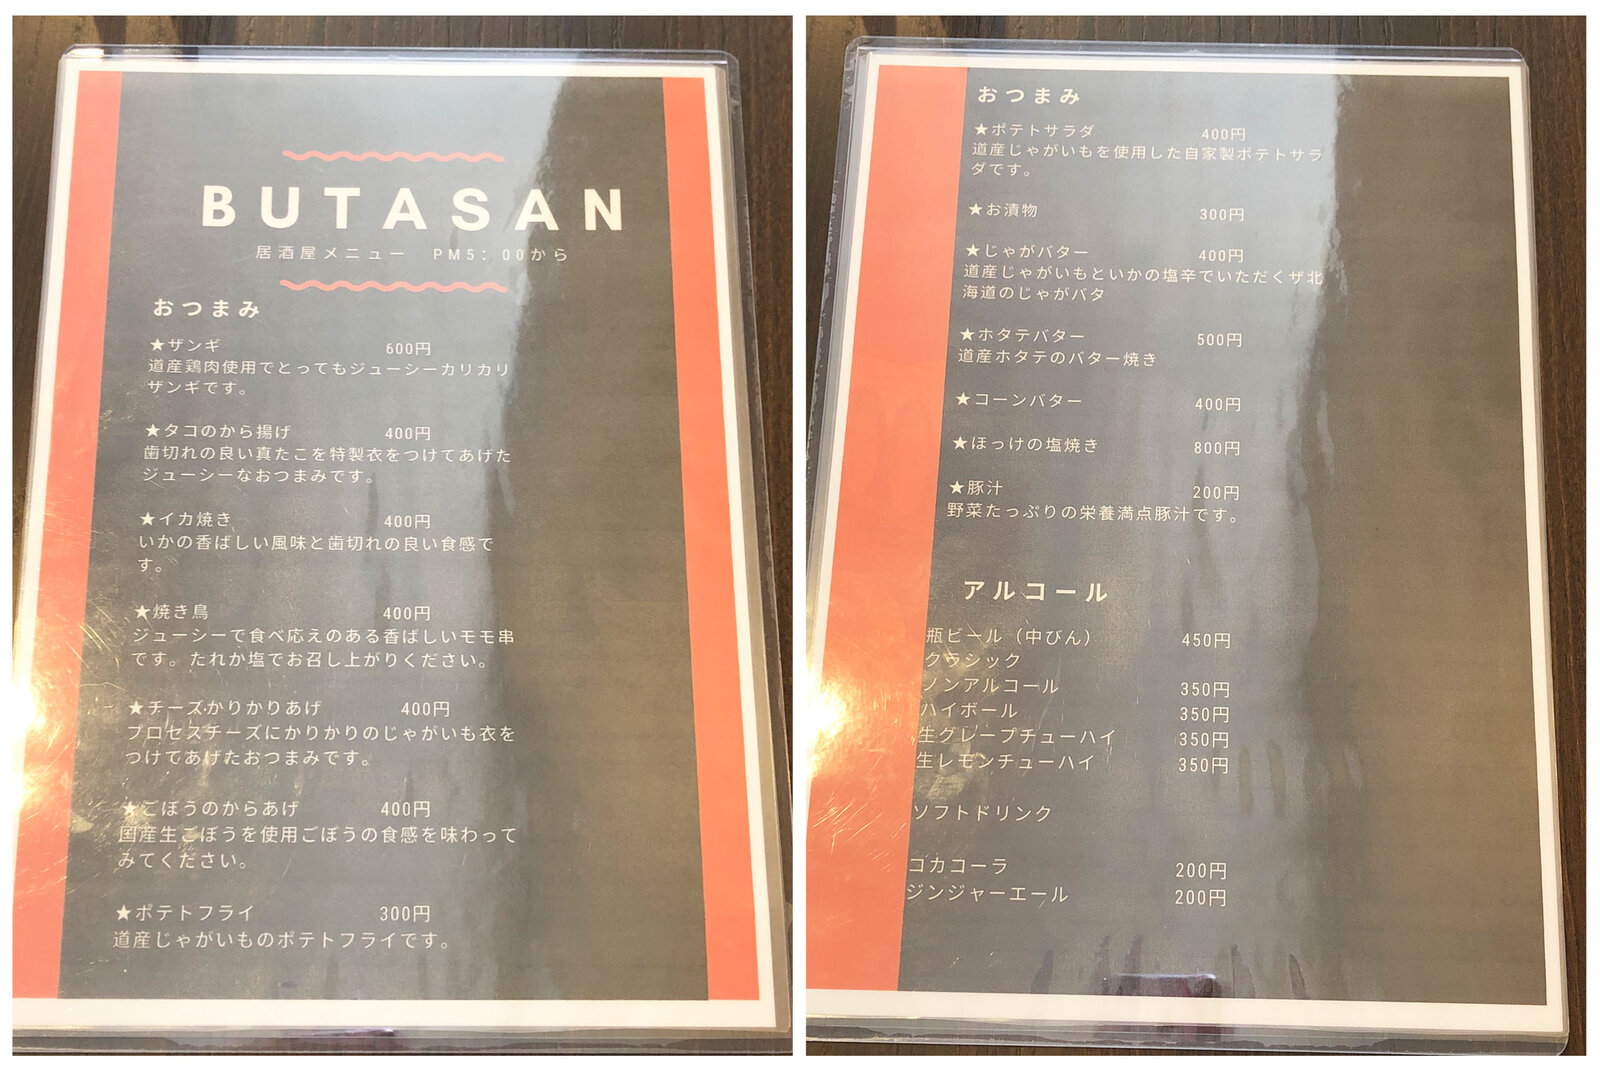 BUTASAN
居酒屋メニュー　PM5：00から
おつまみ
★ザンギ 600円
道産鶏肉使用でとってもジューシーカリカリ
ザンギです。
★タコのから揚げ 400円
歯切れの良い真たこを特製衣をつけてあげた
ジューシーなおつまみです。
★イカ焼き 400円
いかの香ばしい風味と歯切れの良い食感で
す。
★焼き鳥 400円
ジューシーで食べ応えのある香ばしいモモ串
です。たれか塩でお召し上がりください。
★チーズかりかりあげ 400円
プロセスチーズにかりかりのじゃがいも衣を
つけてあげたおつまみです。
★ごぼうのからあげ 400円
国産生ごぼうを使用ごぼうの食感を味わって
みてください。
★ポテトフライ 300円
道産じゃがいものポテトフライです。
おつまみ
★ポテトサラダ 400円
道産じゃがいもを使用した自家製ポテトサラ
ダです。
★お漬物 300円
★じゃがバター 400円
道産じゃがいもといかの塩辛でいただくザ北
海道のじゃがバタ
★ホタテバター 500円
道産ホタテのバター焼き
★コーンバター 400円
★ほっけの塩焼き 800円
★豚汁 200円
野菜たっぷりの栄養満点豚汁です。
アルコール
瓶ビール（中びん） 450円
クラシック
ノンアルコール 350円
ハイボール 350円
生グレープチューハイ 350円
生レモンチューハイ 350円
ソフトドリンク
コカコーラ 200円
ジンジャーエール 200円